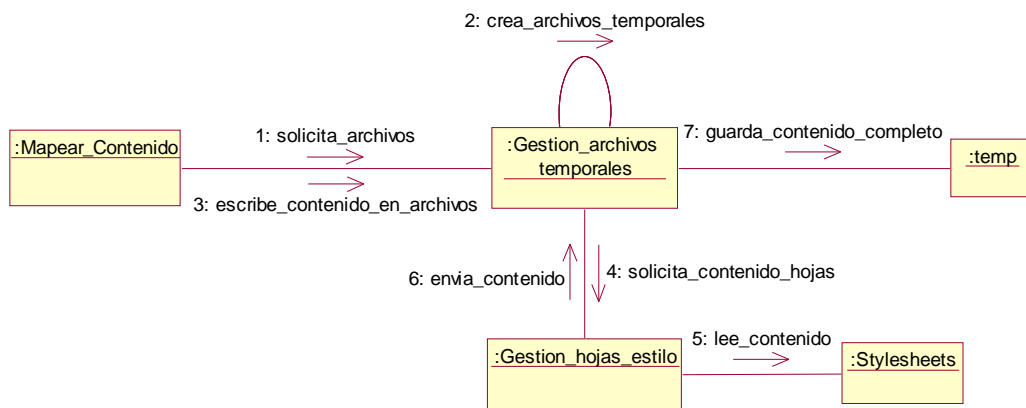 2: crea_archivos_temporales
1: solicita_archivos
7: guarda_contenido_completo
:Mapear_Contenido
:Gestion_archivos
temporales
:temp
3: escribe_contenido_en_archivos
6: envia_contenido
4: solicita_contenido_hojas
5: lee_contenido
:Gestion_hojas_estilo
:Stylesheets